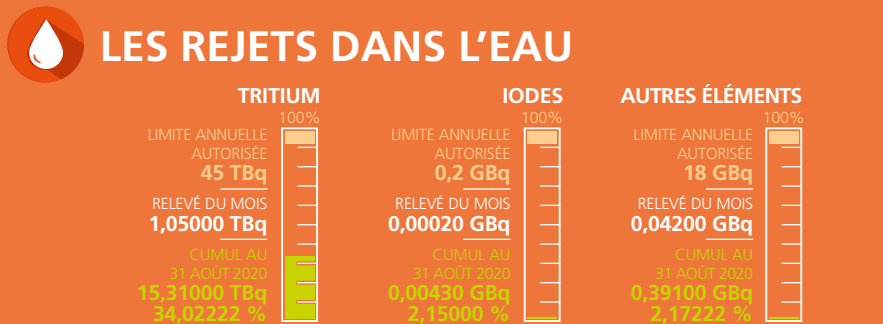 LES REJETS DANS L'EAU
TRITIUM
100%
LIMITE ANNUELLE
AUTORISÉE
45 TBq
RELEVÉ DU MOIS
1,05000 TBq
CUMUL AU
31 AOÛT 2020
15,31000 TBq
34,02222 %
IODES
100%
LIMITE ANNUELLE
AUTORISÉE
0,2 GBq
RELEVÉ DU MOIS
0,00020 GBq
CUMUL AU
31 AOÛT 2020
0,00430 GBq
2,15000 %
AUTRES ÉLÉMENTS
100%
LIMITE ANNUELLE
AUTORISÉE
18 GBq
RELEVÉ DU MOIS
0,04200 GBq
CUMUL AU
31 AOÛT 2020
0,39100 GBq
2,17222 %